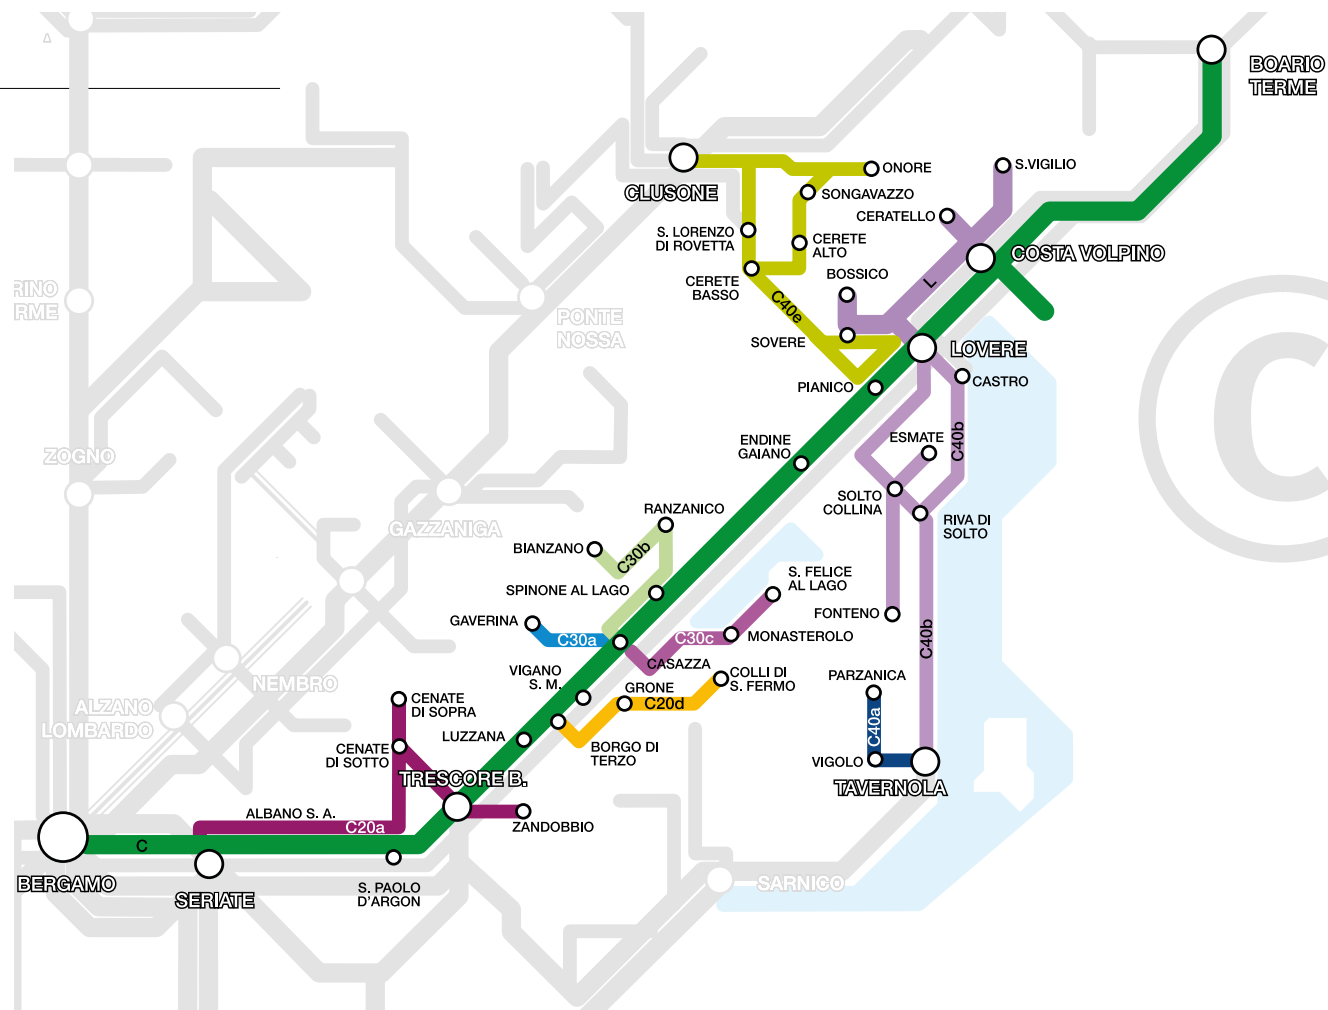 BOARIO
TERME
CLUSONE
ONORE
S.VIGILIO
SONGAVAZZO
CERATELLO
S. LORENZO
DI ROVETTA
CERETE
ALTO
COSTA VOLPINO
BOSSICO
CERETE
BASSO
L
C40e
RINO
RME
PONTE
NOSSA
SOVERE
LOVERE
PIANICO
CASTRO
ZOGNO
ENDINE
GAIANO
ESMATE
C40b
SOLTO
COLLINA
RIVA DI
SOLTO
GAZZANIGA
RANZANICO
BIANZANO
C30b
SPINONE AL LAGO
S. FELICE
AL LAGO
GAVERINA
C30a
C30c
MONASTEROLO
FONTENO
C40b
CASAZZA
VIGANO
S. M.
COLLI DI
S. FERMO
PARZANICA
NEMBRO
GRONE
C20d
CENATE
DI SOPRA
ALZANO
LOMBARDO
LUZZANA
BORGO DI
TERZO
C40a
CENATE
DI SOTTO
VIGOLO
TRESCORE B.
TAVERNOLA
ALBANO S. A.
C20a
ZANDOBBIO
C
BERGAMO
SERIATE
S. PAOLO
D'ARGON
SARNICO
©